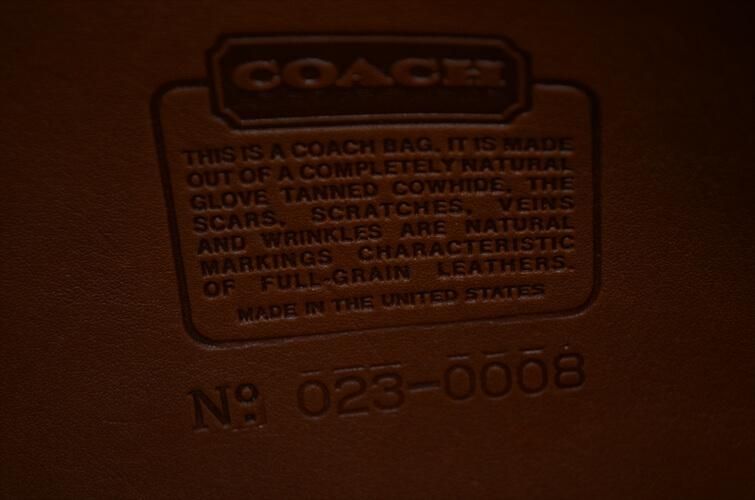 COACH
THIS IS A COACH BAG. IT IS MADE
OUT OF A COMPLETELY NATURAL
GLOVE TANNED COWHIDE, THE
SCARS, SCRATCHES, VEINS
AND WRINKLES ARE NATURAL
MARKINGS CHARACTERISTIC
OF FULL-GRAIN LEATHERS.
MADE IN THE UNITED STATES
No: 023-0008